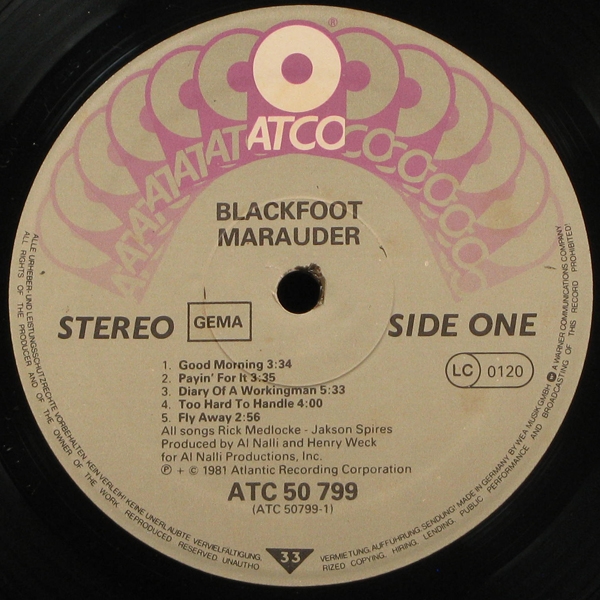 ®
ATCO
BLACKFOOT
MARAUDER
STEREO
GEMA
SIDE ONE
LC 0120
1. Good Morning 3:34
2. Payin' For It 3:35
3. Diary Of A Workingman 5:33
4. Too Hard To Handle 4:00
5. Fly Away 2:56
All songs Rick Medlocke - Jakson Spires
Produced by Al Nalli and Henry Weck
for Al Nalli Productions, Inc.
℗ + © 1981 Atlantic Recording Corporation
ATC 50 799
(ATC 50799-1)
33
ALLE URHEBER- UND LEISTUNGSSCHUTZRECHTE VORBEHALTEN. KEIN VERLEIH! KEINE UNERLAUBTE VERVIELFÄLTIGUNG, VERMIETUNG, AUFFÜHRUNG, SENDUNG! MADE IN GERMANY BY WEA MUSIK GMBH A WARNER COMMUNICATIONS COMPANY
ALL RIGHTS OF THE PRODUCER AND OF THE OWNER OF THE WORK REPRODUCED RESERVED UNAUTHORIZED COPYING, HIRING, LENDING, PUBLIC PERFORMANCE AND BROADCASTING OF THIS RECORD PROHIBITED!